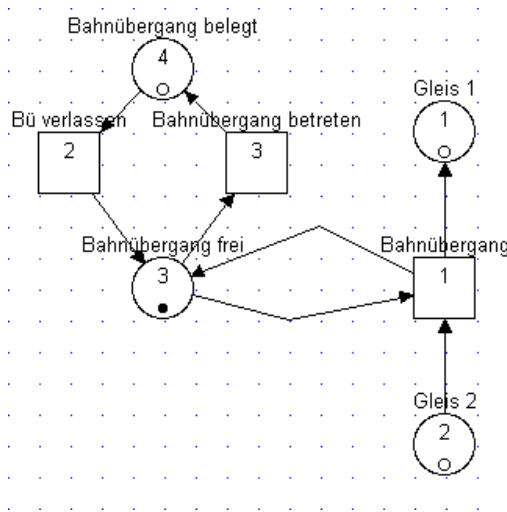 Bahnübergang belegt
4
Gleis 1
1
Bü verlassen
2
Bahnübergang betreten
3
Bahnübergang frei
3
Bahnübergang
1
Gleis 2
2